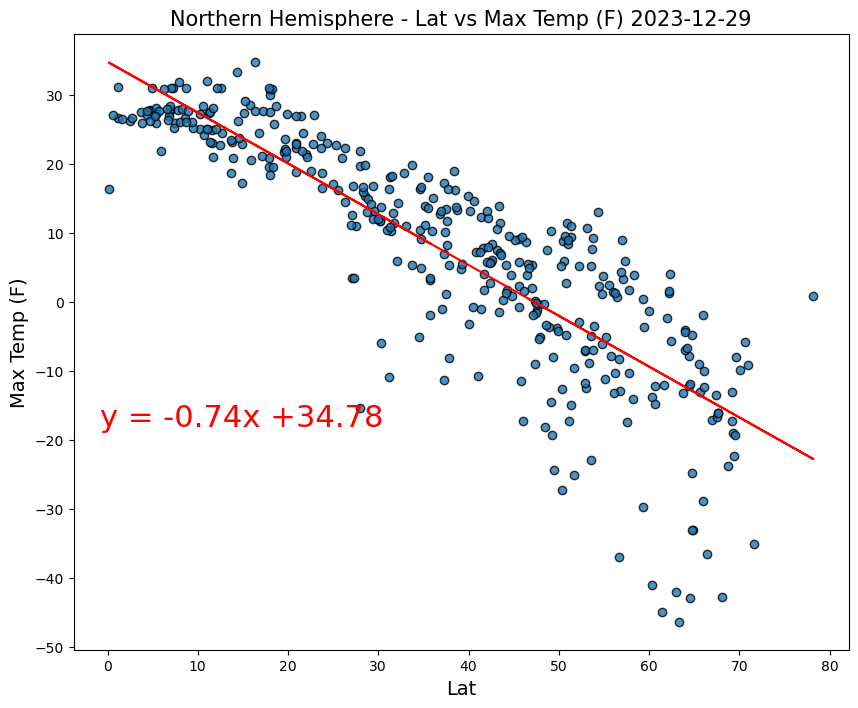 Northern Hemisphere - Lat vs Max Temp (F) 2023-12-29
Max Temp (F)
30
20
10
0
−10
−20
−30
−40
−50
y = -0.74x +34.78
0 10 20 30 40 50 60 70 80
Lat